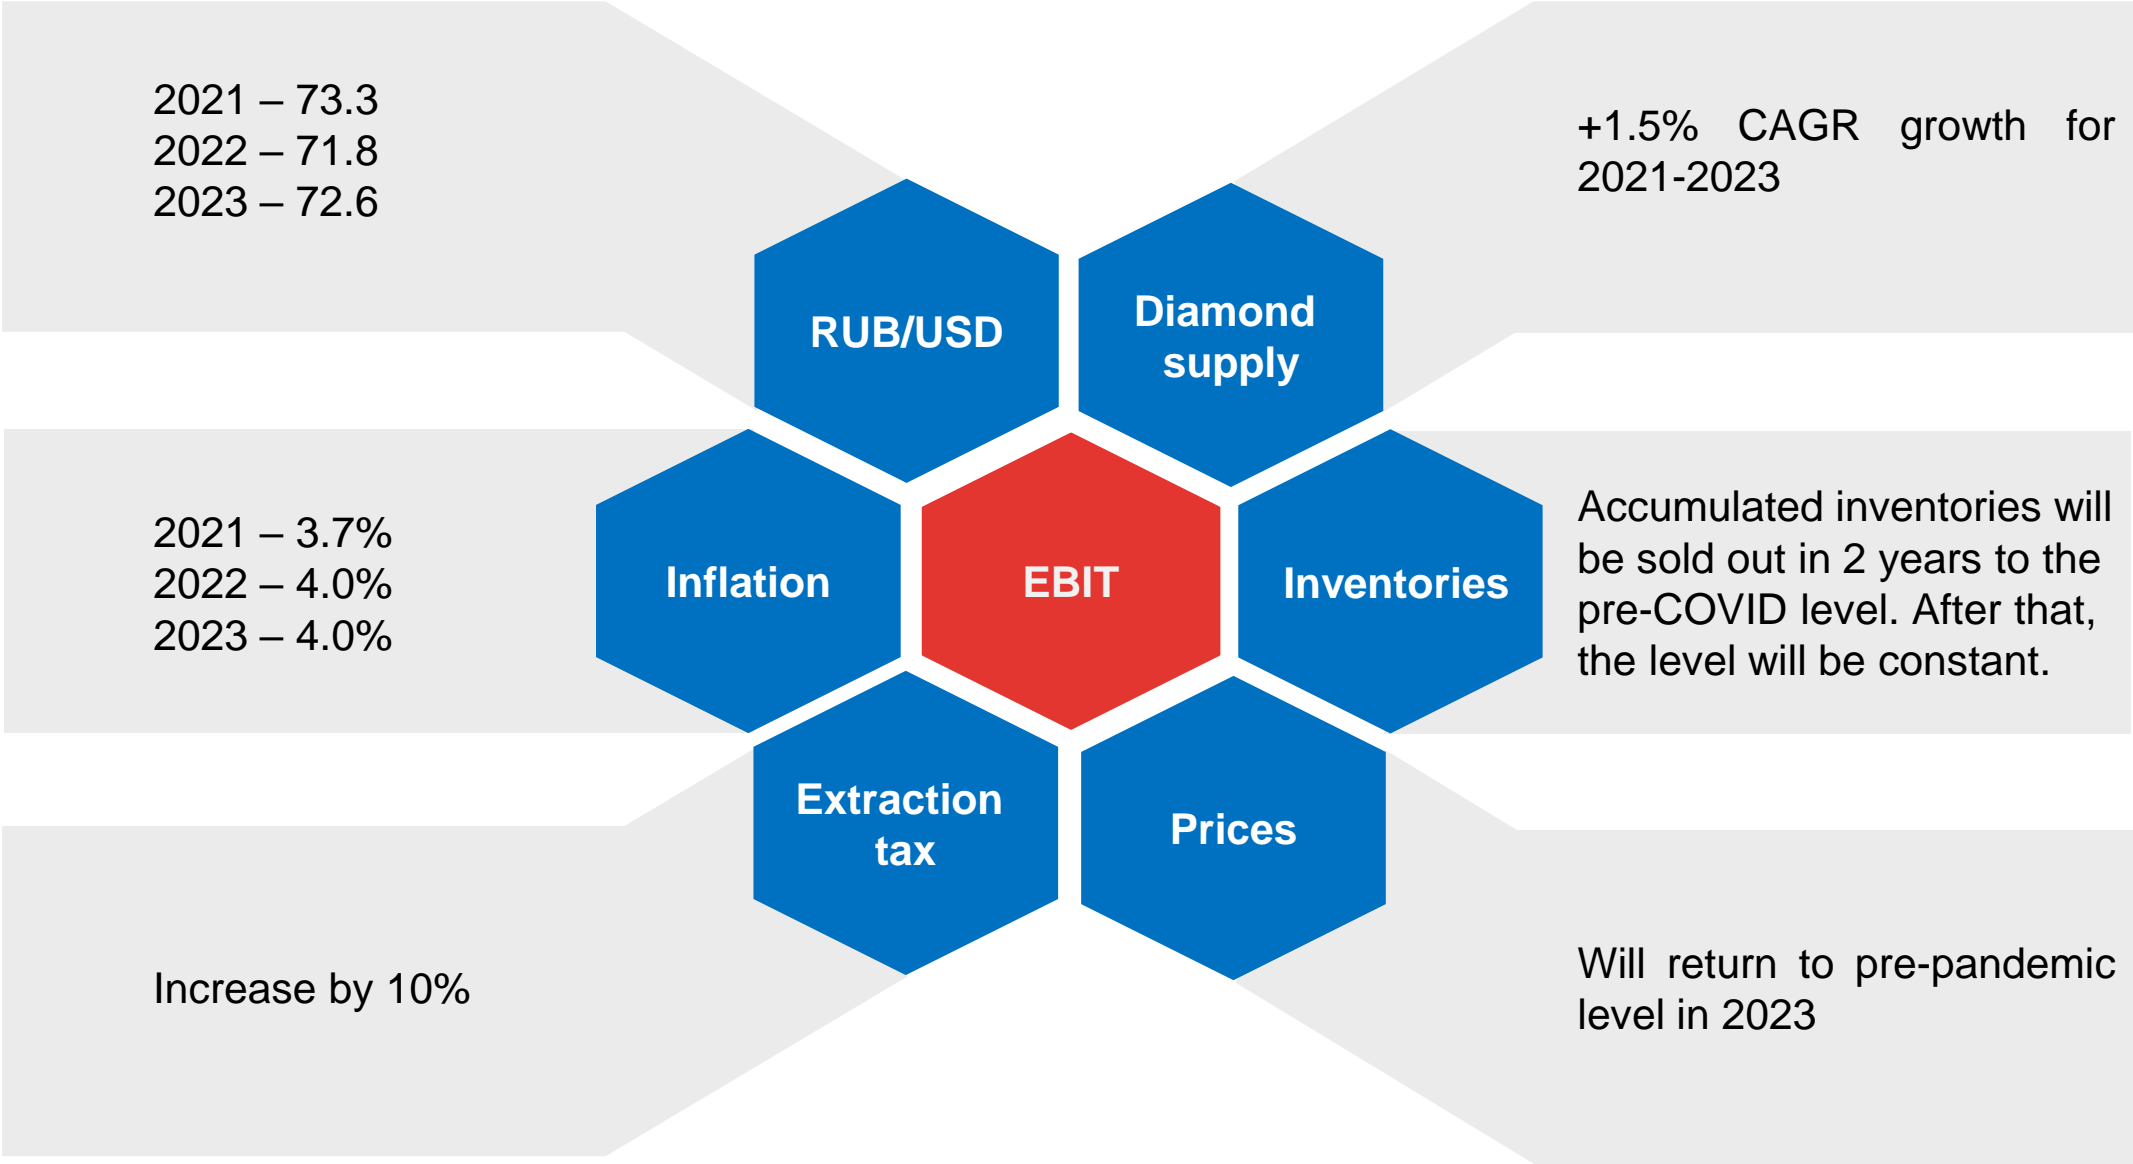 2021 – 73.3
2022 – 71.8
2023 – 72.6
RUB/USD
Diamond
supply
+1.5% CAGR growth for
2021-2023
2021 – 3.7%
2022 – 4.0%
2023 – 4.0%
Inflation
EBIT
Inventories
Accumulated inventories will
be sold out in 2 years to the
pre-COVID level. After that,
the level will be constant.
Increase by 10%
Extraction
tax
Prices
Will return to pre-pandemic
level in 2023